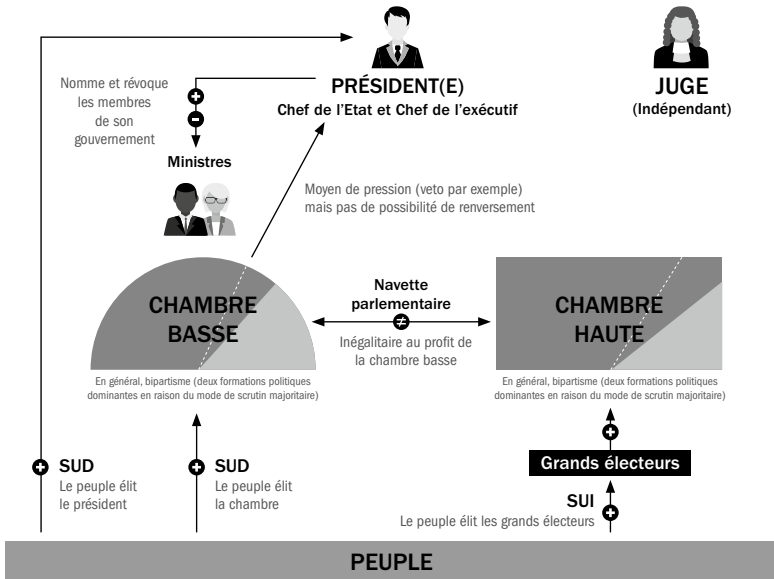 PRÉSIDENT(E)
Chef de l'Etat et Chef de l'exécutif
JUGE
(Indépendant)
Nomme et révoque
les membres
de son
gouvernement
Ministres
Moyen de pression (veto par exemple)
mais pas de possibilité de renversement
CHAMBRE
BASSE
En général, bipartisme (deux formations politiques
dominantes en raison du mode de scrutin majoritaire)
Navette
parlementaire
≠
Inégalitaire au profit de
la chambre basse
CHAMBRE
HAUTE
En général, bipartisme (deux formations politiques
dominantes en raison du mode de scrutin majoritaire)
Grands électeurs
SUD
Le peuple élit
le président
SUD
Le peuple élit
la chambre
SUI
Le peuple élit les grands électeurs
PEUPLE